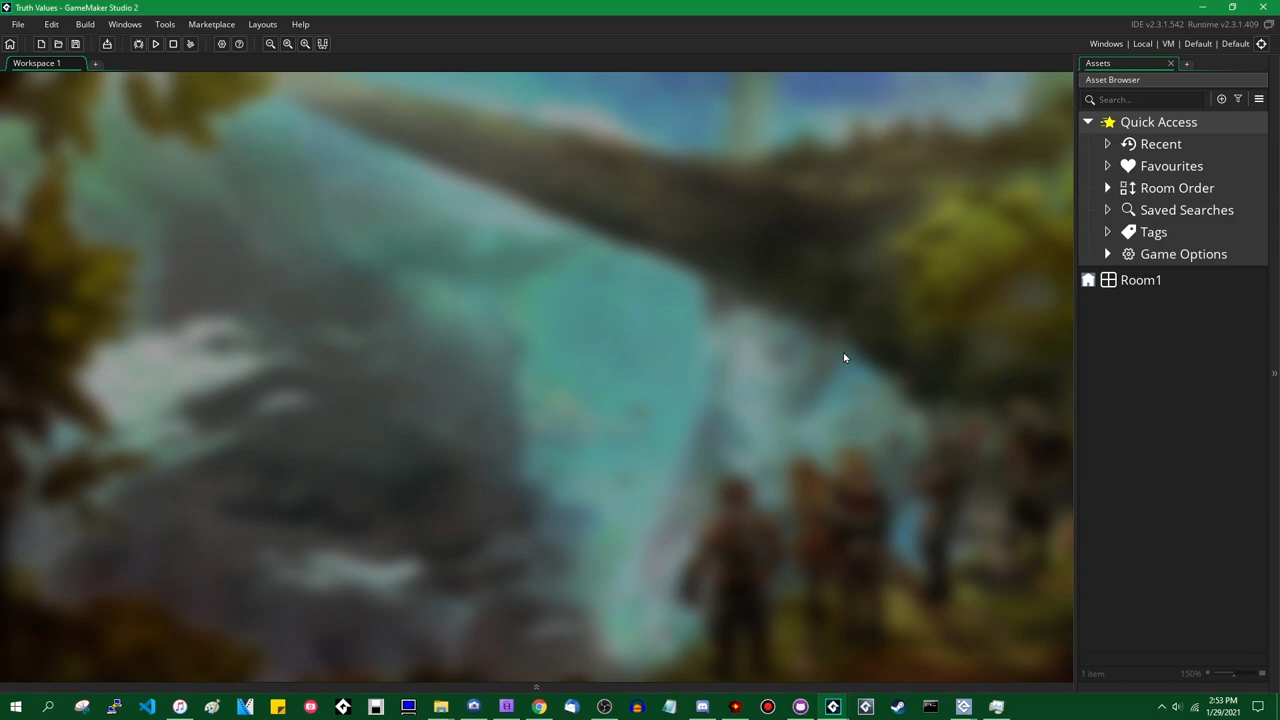 Truth Values - GameMaker Studio 2
File Edit Build Windows Tools Marketplace Layouts Help
IDE v2.3.1.542 Runtime v2.3.1.409
Windows | Local | VM | Default | Default
Workspace 1
Assets
Asset Browser
Search...
Quick Access
Recent
Favourites
Room Order
Saved Searches
Tags
Game Options
Room1
1 item
150%
2:53 PM
1/29/2021